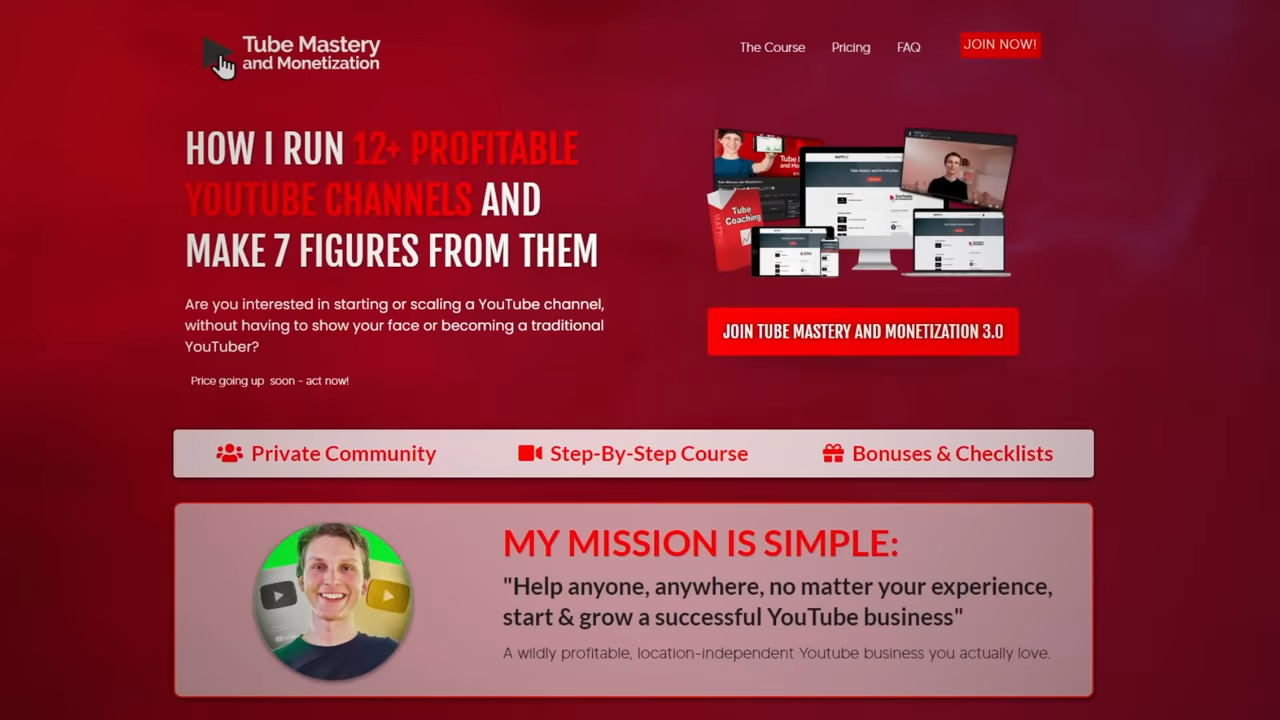 Tube Mastery
and Monetization
The Course
Pricing
FAQ
JOIN NOW!
HOW I RUN 12+ PROFITABLE
YOUTUBE CHANNELS AND
MAKE 7 FIGURES FROM THEM
Tube
Coaching
MATT
Are you interested in starting or scaling a YouTube channel,
without having to show your face or becoming a traditional
YouTuber?
Price going up soon - act now!
JOIN TUBE MASTERY AND MONETIZATION 3.0
Private Community
Step-By-Step Course
Bonuses & Checklists
MY MISSION IS SIMPLE:
"Help anyone, anywhere, no matter your experience,
start & grow a successful YouTube business"
A wildly profitable, location-independent Youtube business you actually love.